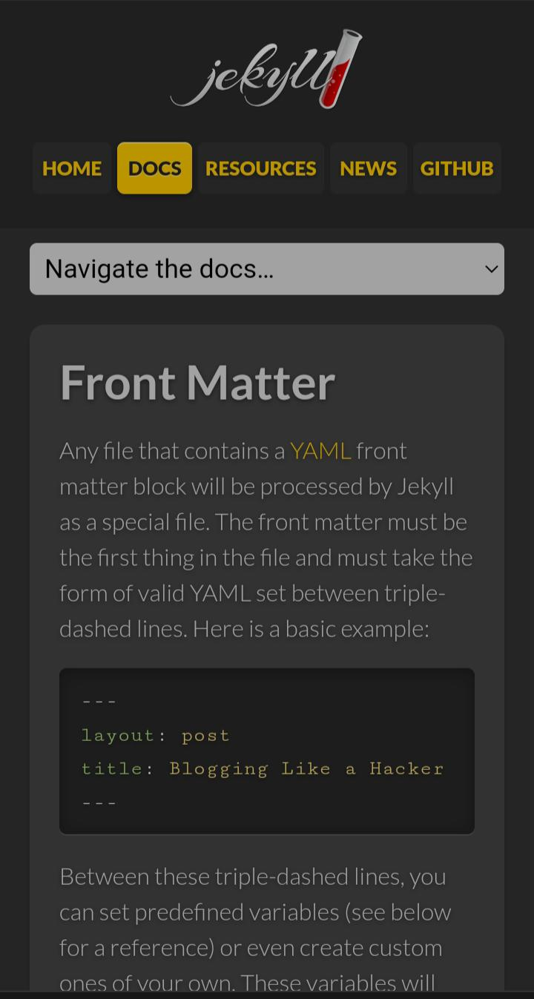 jekyll
HOME DOCS RESOURCES NEWS GITHUB
Navigate the docs...
Front Matter
Any file that contains a YAML front
matter block will be processed by Jekyll
as a special file. The front matter must be
the first thing in the file and must take the
form of valid YAML set between triple-
dashed lines. Here is a basic example:
---
layout: post
title: Blogging Like a Hacker
---
Between these triple-dashed lines, you
can set predefined variables (see below
for a reference) or even create custom
ones of your own. These variables will